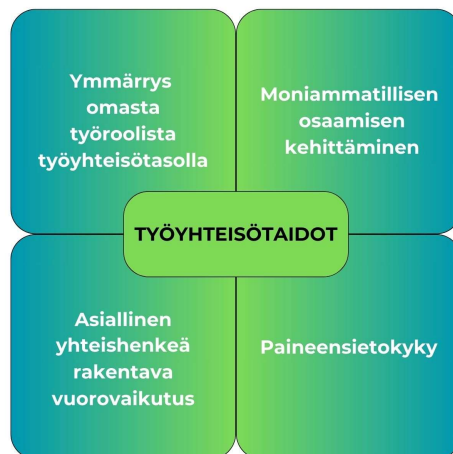 Ymmärrys
omasta
työroolista
työyhteisötasolla
Moniammatillisen
osaamisen
kehittäminen
TYÖYHTEISÖTAIDOT
Asiallinen
yhteishenkeä
rakentava
vuorovaikutus
Paineensietokyky